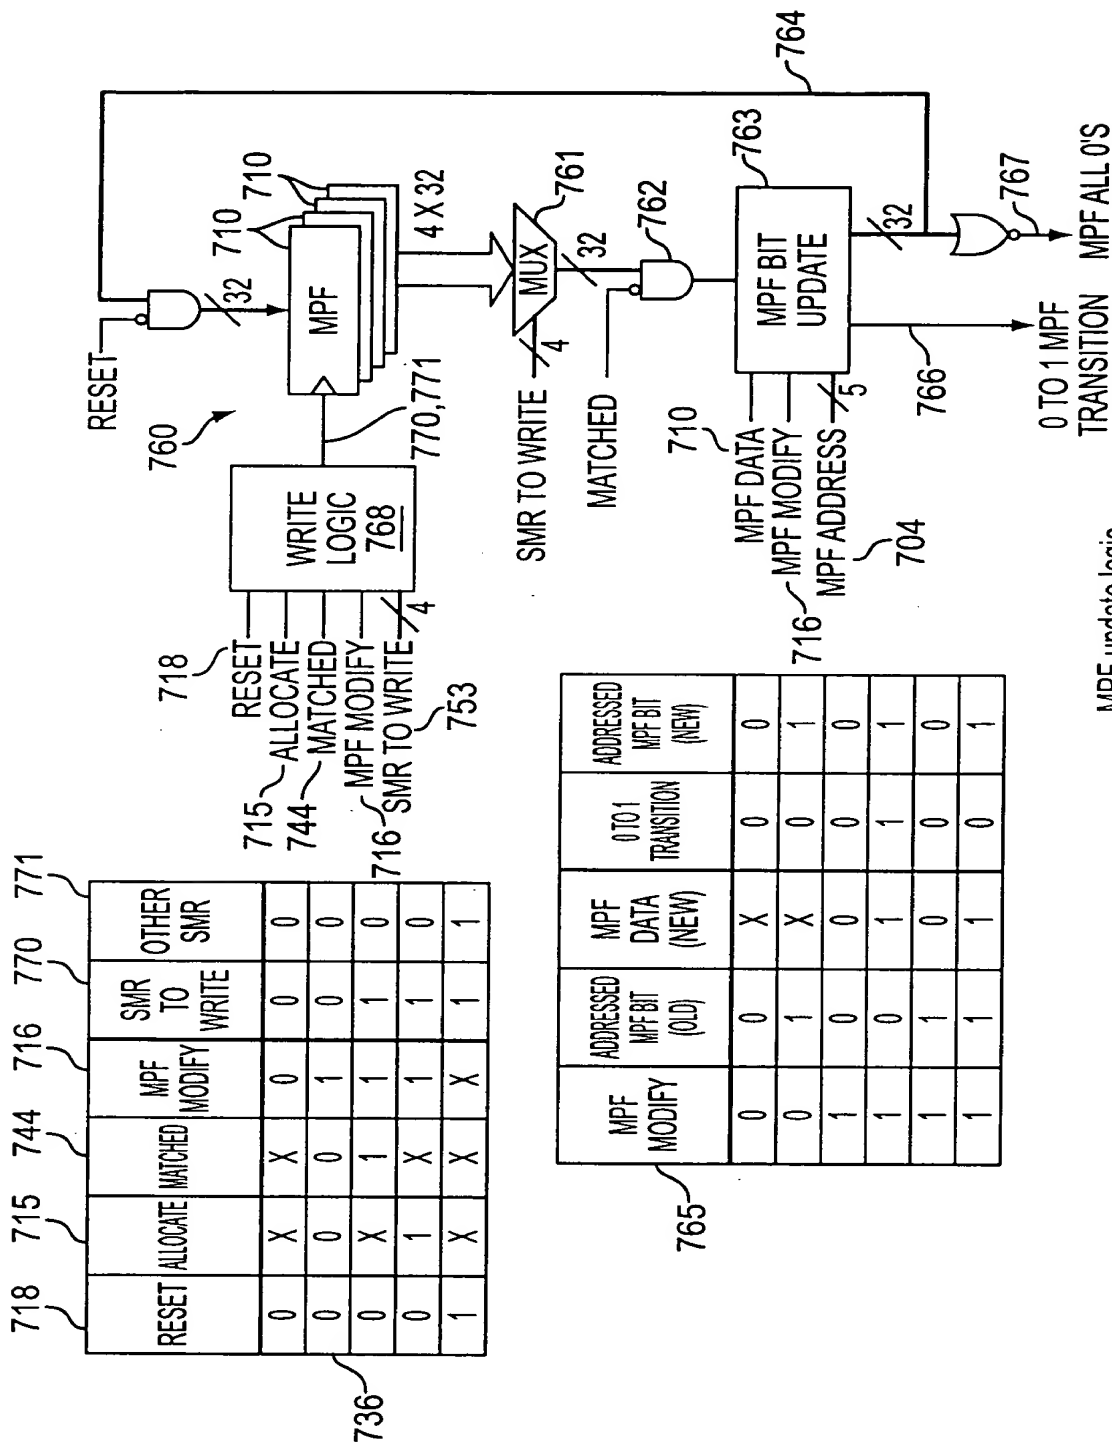 RESET
760
MPF
710
710
4 X 32
32
WRITE
LOGIC
768
770,771
718
RESET
715
ALLOCATE
744
MATCHED
716
MPF MODIFY
SMR TO WRITE
753
4
SMR TO WRITE
4
MUX
761
32
762
MATCHED
MPF BIT
UPDATE
763
764
710
MPF DATA
716
MPF MODIFY
MPF ADDRESS
704
5
32
766
767
0 TO 1 MPF
TRANSITION
MPF ALL 0'S
718 715 744 716 770 771
RESET ALLOCATE MATCHED MPF MODIFY SMR TO WRITE OTHER SMR
0 X X 0 0 0
0 0 0 1 0 0
0 X 1 1 1 0
0 1 X 1 1 0
1 X X X 1 1
736
765
MPF MODIFY ADDRESSED MPF BIT (OLD) MPF DATA (NEW) 0 TO 1 TRANSITION ADDRESSED MPF BIT (NEW)
0 0 X 0 0
0 1 X 0 1
1 0 0 0 0
1 0 1 1 1
1 1 0 0 0
1 1 1 0 1
MPF update logic